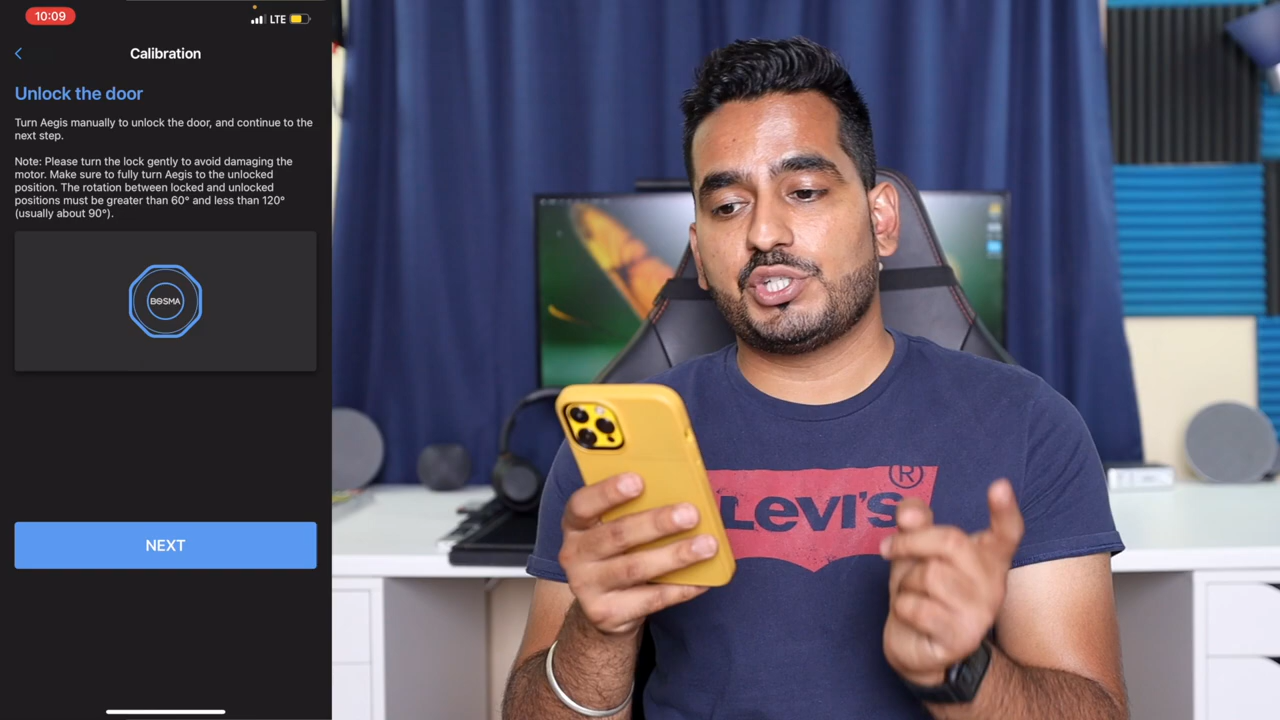 10:09
LTE
Calibration
Unlock the door
Turn Aegis manually to unlock the door, and continue to the
next step.
Note: Please turn the lock gently to avoid damaging the
motor. Make sure to fully turn Aegis to the unlocked
position. The rotation between locked and unlocked
positions must be greater than 60° and less than 120°
(usually about 90°).
BOSMA
NEXT
LEVI'S
®